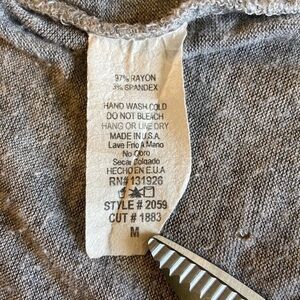 97% RAYON
3% SPANDEX
HAND WASH COLD
DO NOT BLEACH
HANG OR LINE DRY
MADE IN U.S.A.
Lave Frio a Mano
No Cloro
Secar Colgado
HECHO EN E.U.A
RN# 131926
STYLE # 2059
CUT # 1883
M